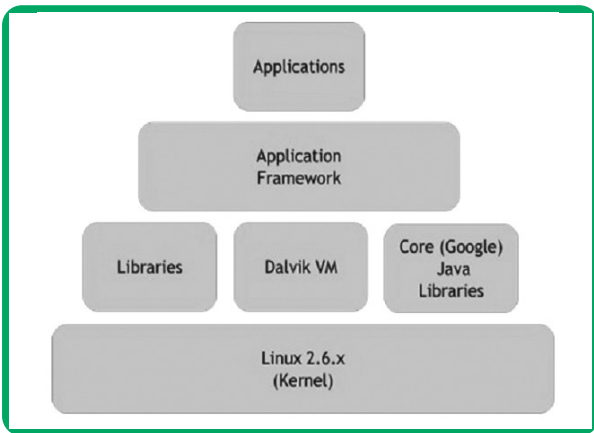 Applications
Application
Framework
Libraries
Dalvik VM
Core (Google)
Java
Libraries
Linux 2.6.x
(Kernel)